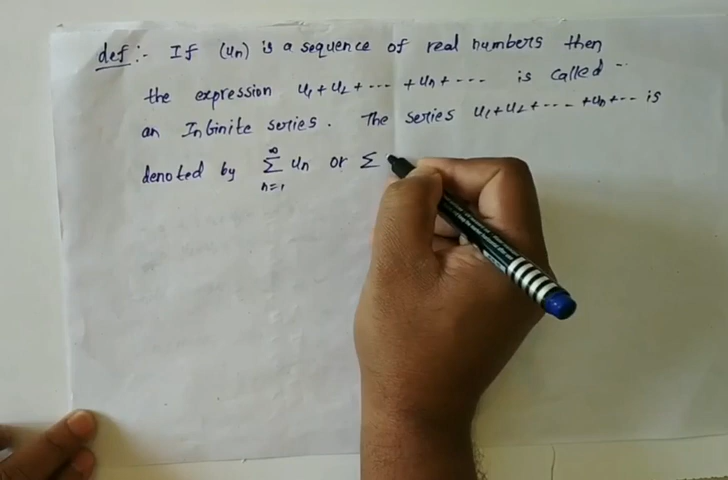 def :- If (un) is a sequence of real numbers then
the expression u1 + u2 + --- + un + --- is called
an Infinite series. The series u1 + u2 + --- + un + -- is
denoted by ∞∑n=1 un or ∑